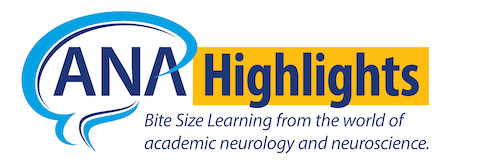 ANA Highlights
Bite Size Learning from the world of
academic neurology and neuroscience.